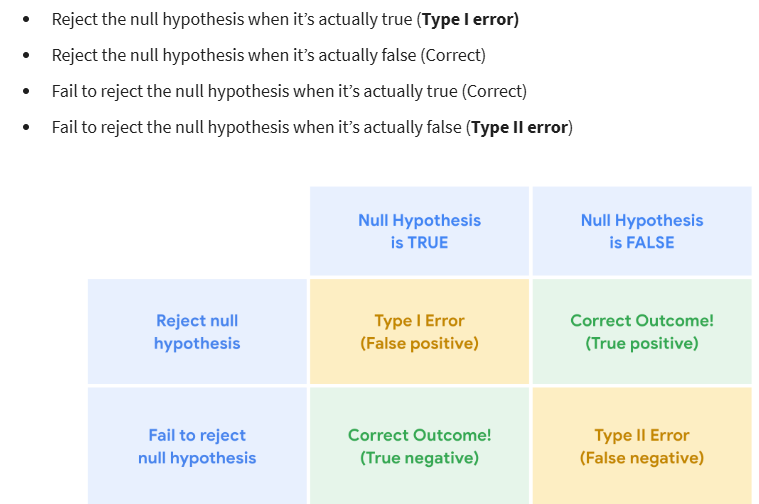 • Reject the null hypothesis when it’s actually true (Type I error)
• Reject the null hypothesis when it’s actually false (Correct)
• Fail to reject the null hypothesis when it’s actually true (Correct)
• Fail to reject the null hypothesis when it’s actually false (Type II error)
Null Hypothesis
is TRUE
Null Hypothesis
is FALSE
Reject null
hypothesis
Type I Error
(False positive)
Correct Outcome!
(True positive)
Fail to reject
null hypothesis
Correct Outcome!
(True negative)
Type II Error
(False negative)